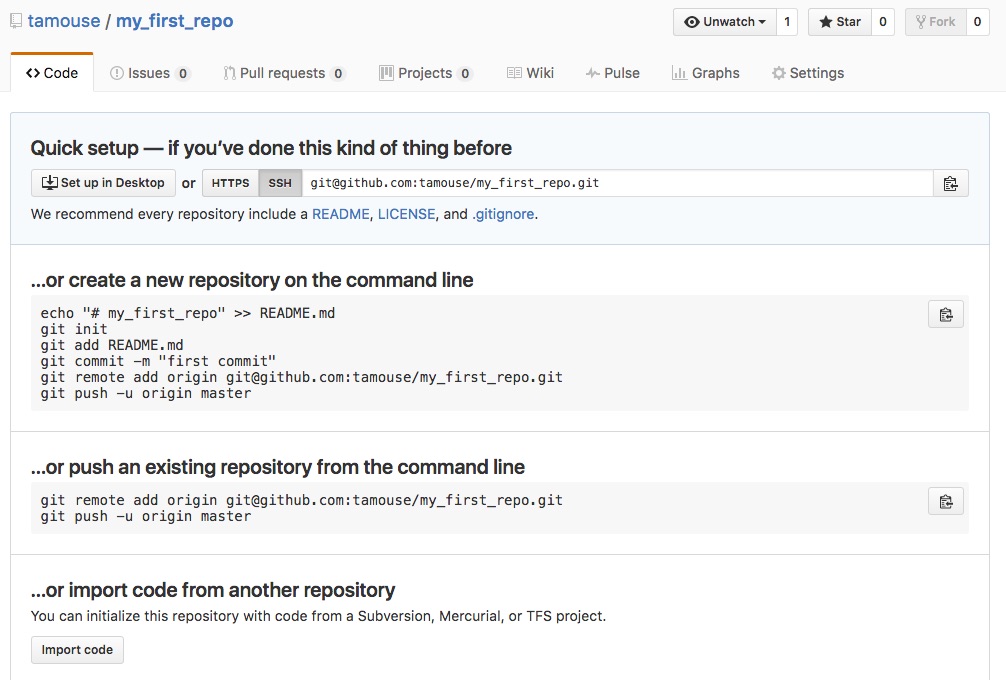 tamouse / my_first_repo
Unwatch 1 Star 0 Fork 0
<> Code Issues 0 Pull requests 0 Projects 0 Wiki Pulse Graphs Settings
Quick setup — if you’ve done this kind of thing before
Set up in Desktop or HTTPS SSH git@github.com:tamouse/my_first_repo.git
We recommend every repository include a README, LICENSE, and .gitignore.
…or create a new repository on the command line
echo "# my_first_repo" >> README.md
git init
git add README.md
git commit -m "first commit"
git remote add origin git@github.com:tamouse/my_first_repo.git
git push -u origin master
…or push an existing repository from the command line
git remote add origin git@github.com:tamouse/my_first_repo.git
git push -u origin master
…or import code from another repository
You can initialize this repository with code from a Subversion, Mercurial, or TFS project.
Import code